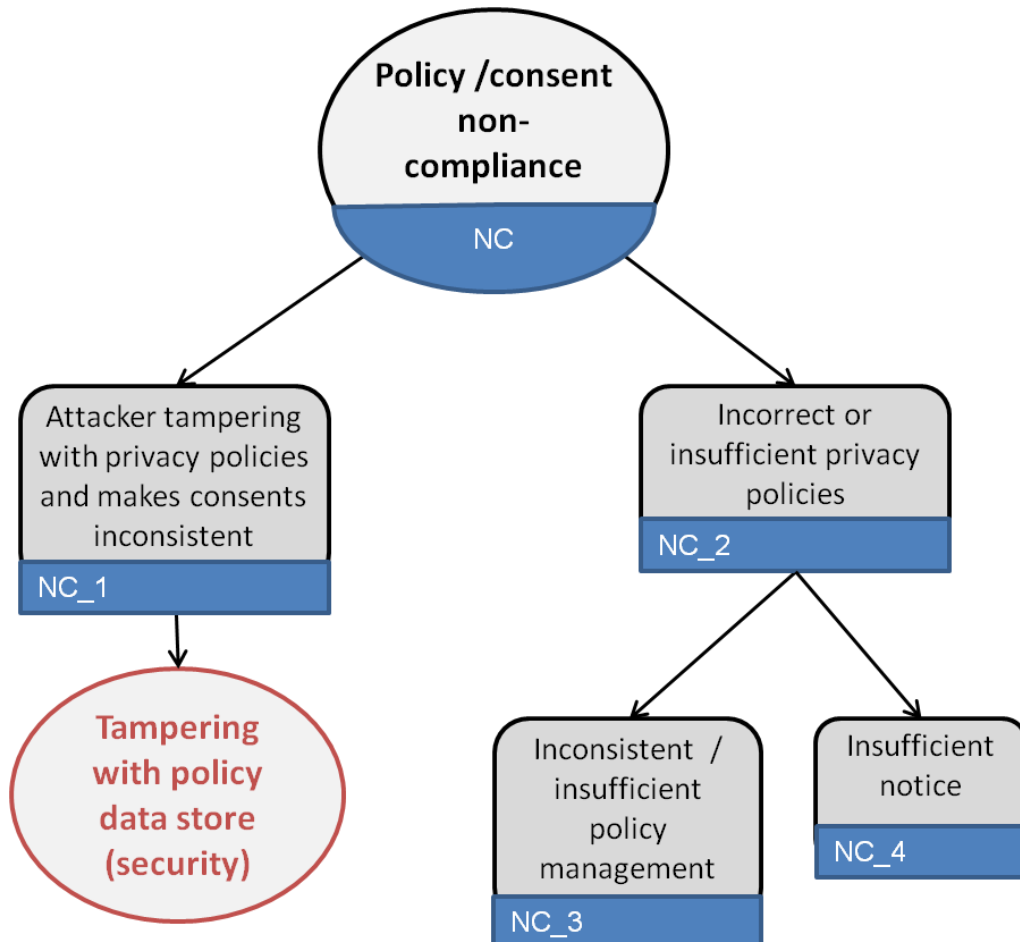 Policy /consent
non-
compliance
NC
Attacker tampering
with privacy policies
and makes consents
inconsistent
NC_1
Incorrect or
insufficient privacy
policies
NC_2
Tampering
with policy
data store
(security)
Inconsistent /
insufficient
policy
management
NC_3
Insufficient
notice
NC_4